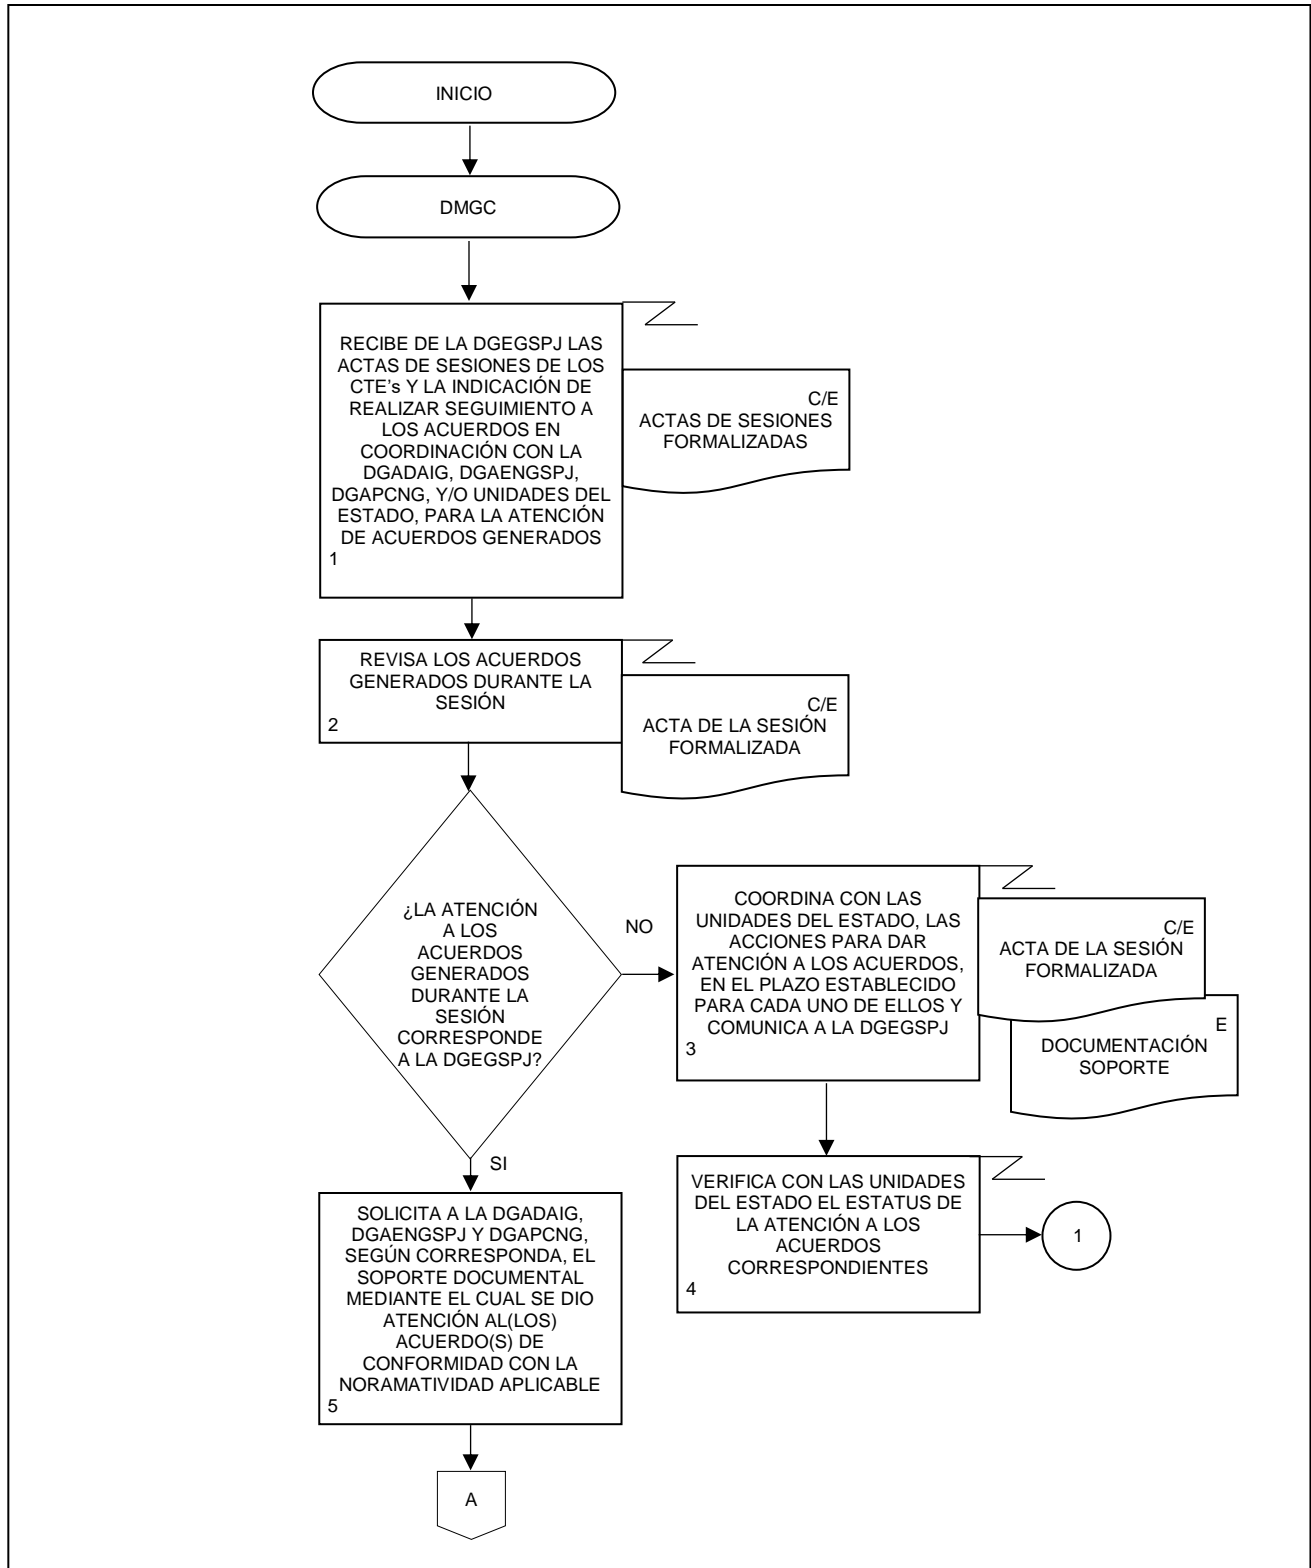 INICIO
DMGC
RECIBE DE LA DGEGSPJ LAS
ACTAS DE SESIONES DE LOS
CTE's Y LA INDICACIÓN DE
REALIZAR SEGUIMIENTO A
LOS ACUERDOS EN
COORDINACIÓN CON LA
DGADAIG, DGAENGSPJ,
DGAPCNG, Y/O UNIDADES DEL
ESTADO, PARA LA ATENCIÓN
DE ACUERDOS GENERADOS
1
C/E
ACTAS DE SESIONES
FORMALIZADAS
REVISA LOS ACUERDOS
GENERADOS DURANTE LA
SESIÓN
2
C/E
ACTA DE LA SESIÓN
FORMALIZADA
¿LA ATENCIÓN
A LOS
ACUERDOS
GENERADOS
DURANTE LA
SESIÓN
CORRESPONDE
A LA DGEGSPJ?
NO
COORDINA CON LAS
UNIDADES DEL ESTADO, LAS
ACCIONES PARA DAR
ATENCIÓN A LOS ACUERDOS,
EN EL PLAZO ESTABLECIDO
PARA CADA UNO DE ELLOS Y
COMUNICA A LA DGEGSPJ
3
C/E
ACTA DE LA SESIÓN
FORMALIZADA
E
DOCUMENTACIÓN
SOPORTE
VERIFICA CON LAS UNIDADES
DEL ESTADO EL ESTATUS DE
LA ATENCIÓN A LOS
ACUERDOS
CORRESPONDIENTES
4
1
SI
SOLICITA A LA DGADAIG,
DGAENGSPJ Y DGAPCNG,
SEGÚN CORRESPONDA, EL
SOPORTE DOCUMENTAL
MEDIANTE EL CUAL SE DIO
ATENCIÓN AL(LOS)
ACUERDO(S) DE
CONFORMIDAD CON LA
NORAMATIVIDAD APLICABLE
5
A